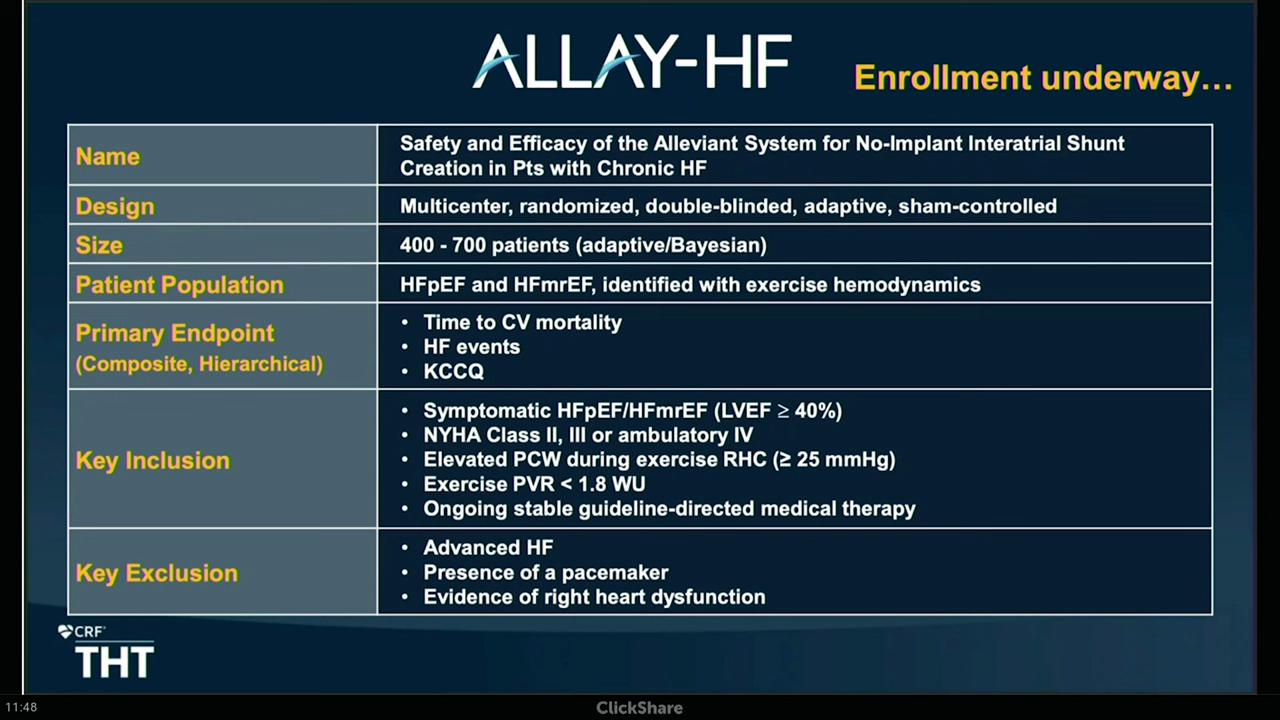 ALLAY-HF
Enrollment underway...
Name
Safety and Efficacy of the Alleviant System for No-Implant Interatrial Shunt
Creation in Pts with Chronic HF
Design
Multicenter, randomized, double-blinded, adaptive, sham-controlled
Size
400 - 700 patients (adaptive/Bayesian)
Patient Population
HFpEF and HFmrEF, identified with exercise hemodynamics
Primary Endpoint
(Composite, Hierarchical)
• Time to CV mortality
• HF events
• KCCQ
Key Inclusion
• Symptomatic HFpEF/HFmrEF (LVEF ≥ 40%)
• NYHA Class II, III or ambulatory IV
• Elevated PCW during exercise RHC (≥ 25 mmHg)
• Exercise PVR < 1.8 WU
• Ongoing stable guideline-directed medical therapy
Key Exclusion
• Advanced HF
• Presence of a pacemaker
• Evidence of right heart dysfunction
CRF®
THT
11:48
ClickShare